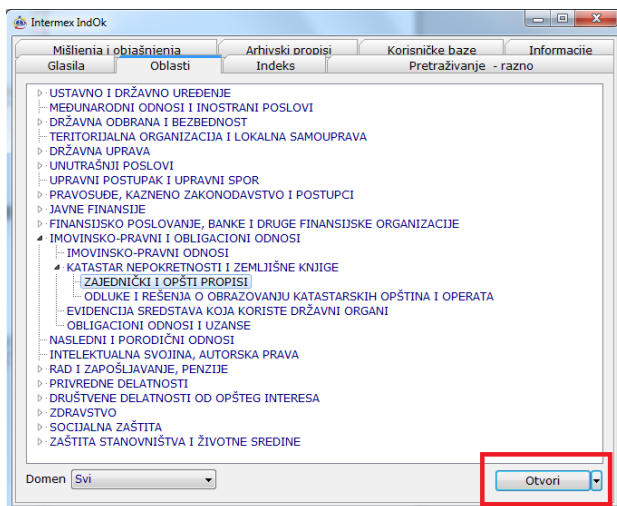 Intermex IndOk
Mišljenja i objašnjenja Arhivski propisi Korisničke baze Informacije
Glasila Oblasti Indeks Pretraživanje - razno
USTAVNO I DRŽAVNO UREĐENJE
MEĐUNARODNI ODNOSI I INOSTRANI POSLOVI
DRŽAVNA ODBRANA I BEZBEDNOST
TERITORIJALNA ORGANIZACIJA I LOKALNA SAMOUPRAVA
DRŽAVNA UPRAVA
UNUTRAŠNJI POSLOVI
UPRAVNI POSTUPAK I UPRAVNI SPOR
PRAVOSUĐE, KAZNENO ZAKONODAVSTVO I POSTUPCI
JAVNE FINANSIJE
FINANSIJSKO POSLOVANJE, BANKE I DRUGE FINANSIJSKE ORGANIZACIJE
IMOVINSKO-PRAVNI I OBLIGACIONI ODNOSI
IMOVINSKO-PRAVNI ODNOSI
KATASTAR NEPOKRETNOSTI I ZEMLJIŠNE KNJIGE
ZAJEDNIČKI I OPŠTI PROPISI
ODLUKE I REŠENJA O OBRAZOVANJU KATASTARSKIH OPŠTINA I OPERATA
EVIDENCIJA SREDSTAVA KOJA KORISTE DRŽAVNI ORGANI
OBLIGACIONI ODNOSI I UZANSE
NASLEDNI I PORODIČNI ODNOSI
INTELEKTUALNA SVOJINA, AUTORSKA PRAVA
RAD I ZAPOŠLJAVANJE, PENZIJE
PRIVREDNE DELATNOSTI
DRUŠTVENE DELATNOSTI OD OPŠTEG INTERESA
ZDRAVSTVO
SOCIJALNA ZAŠTITA
ZAŠTITA STANOVNIŠTVA I ŽIVOTNE SREDINE
Domen Svi Otvori